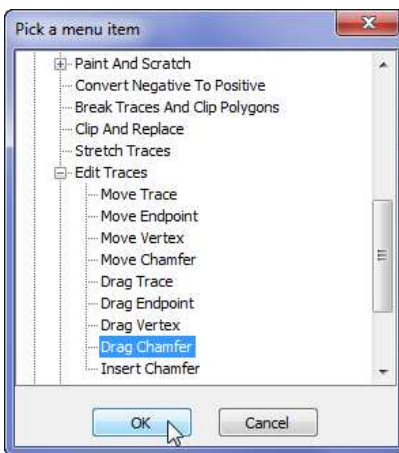 Pick a menu item
Paint And Scratch
Convert Negative To Positive
Break Traces And Clip Polygons
Clip And Replace
Stretch Traces
Edit Traces
Move Trace
Move Endpoint
Move Vertex
Move Chamfer
Drag Trace
Drag Endpoint
Drag Vertex
Drag Chamfer
Insert Chamfer
OK
Cancel